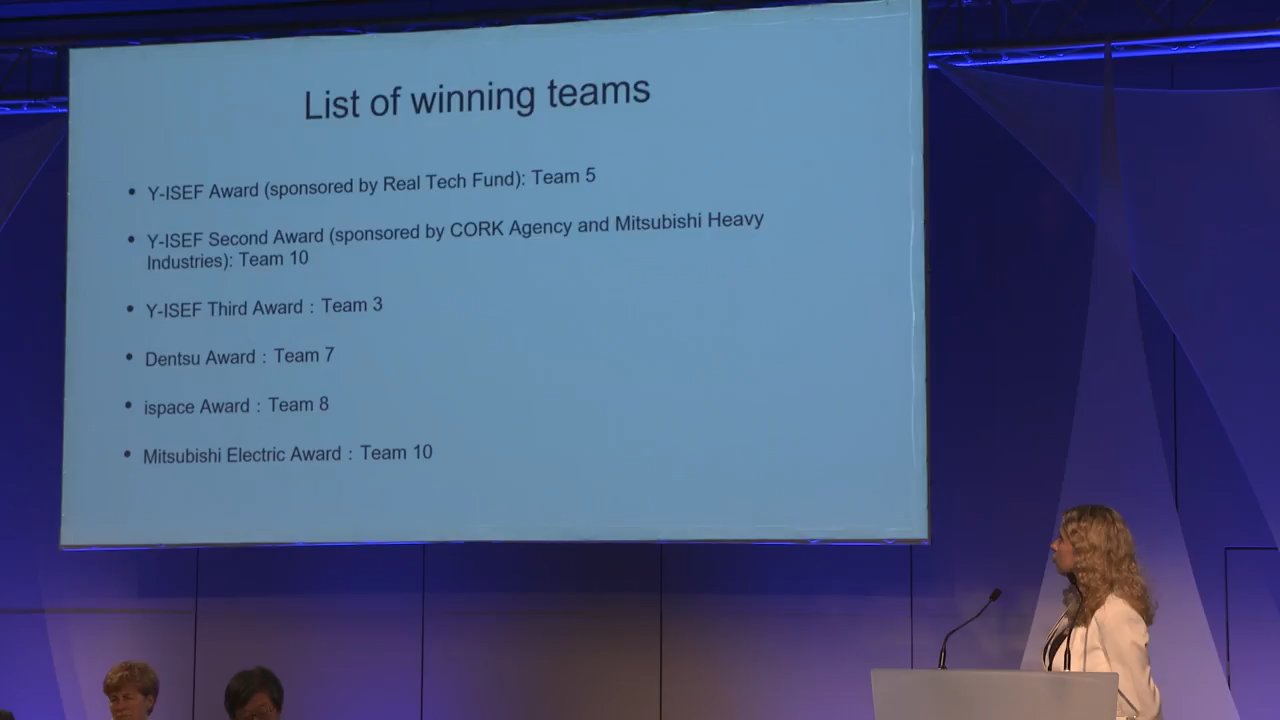 List of winning teams
• Y-ISEF Award (sponsored by Real Tech Fund): Team 5
• Y-ISEF Second Award (sponsored by CORK Agency and Mitsubishi Heavy
Industries): Team 10
• Y-ISEF Third Award : Team 3
• Dentsu Award : Team 7
• ispace Award : Team 8
• Mitsubishi Electric Award : Team 10